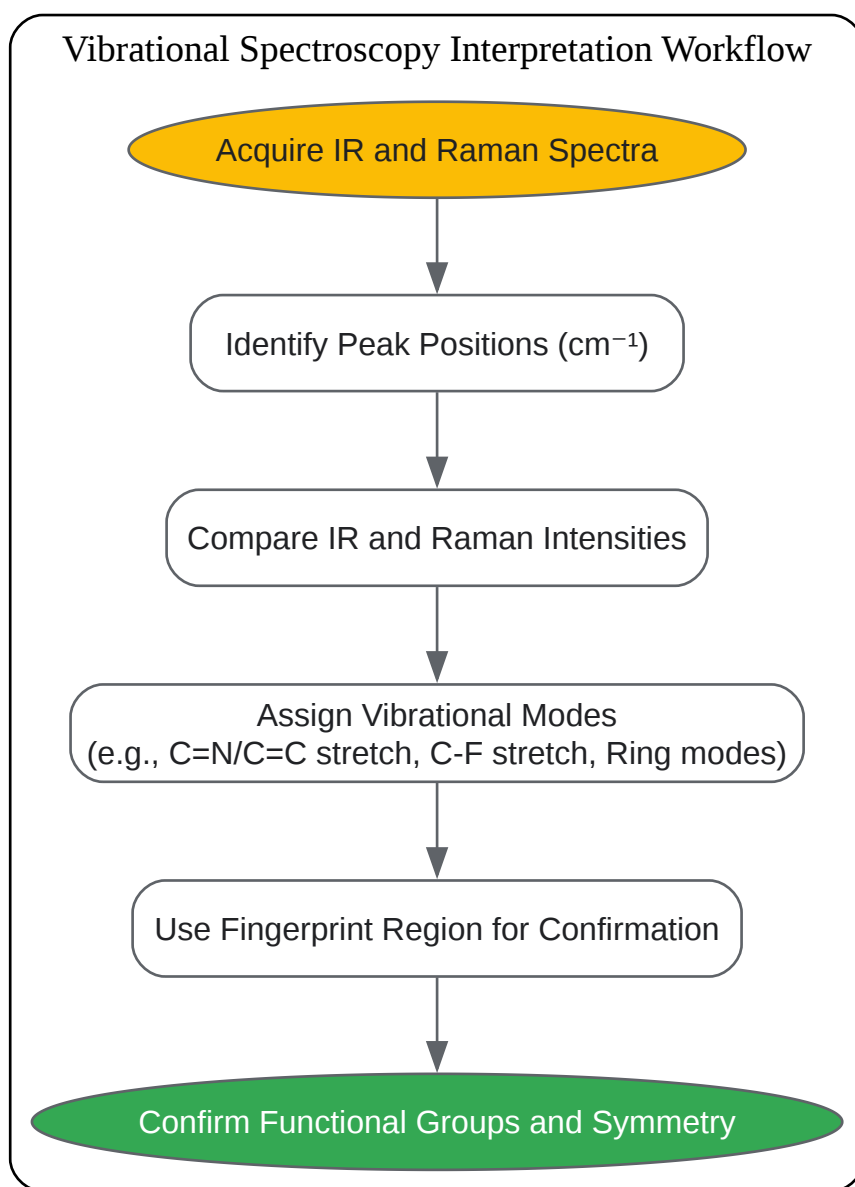 Vibrational Spectroscopy Interpretation Workflow
Acquire IR and Raman Spectra
Identify Peak Positions (cm⁻¹)
Compare IR and Raman Intensities
Assign Vibrational Modes
(e.g., C=N/C=C stretch, C-F stretch, Ring modes)
Use Fingerprint Region for Confirmation
Confirm Functional Groups and Symmetry